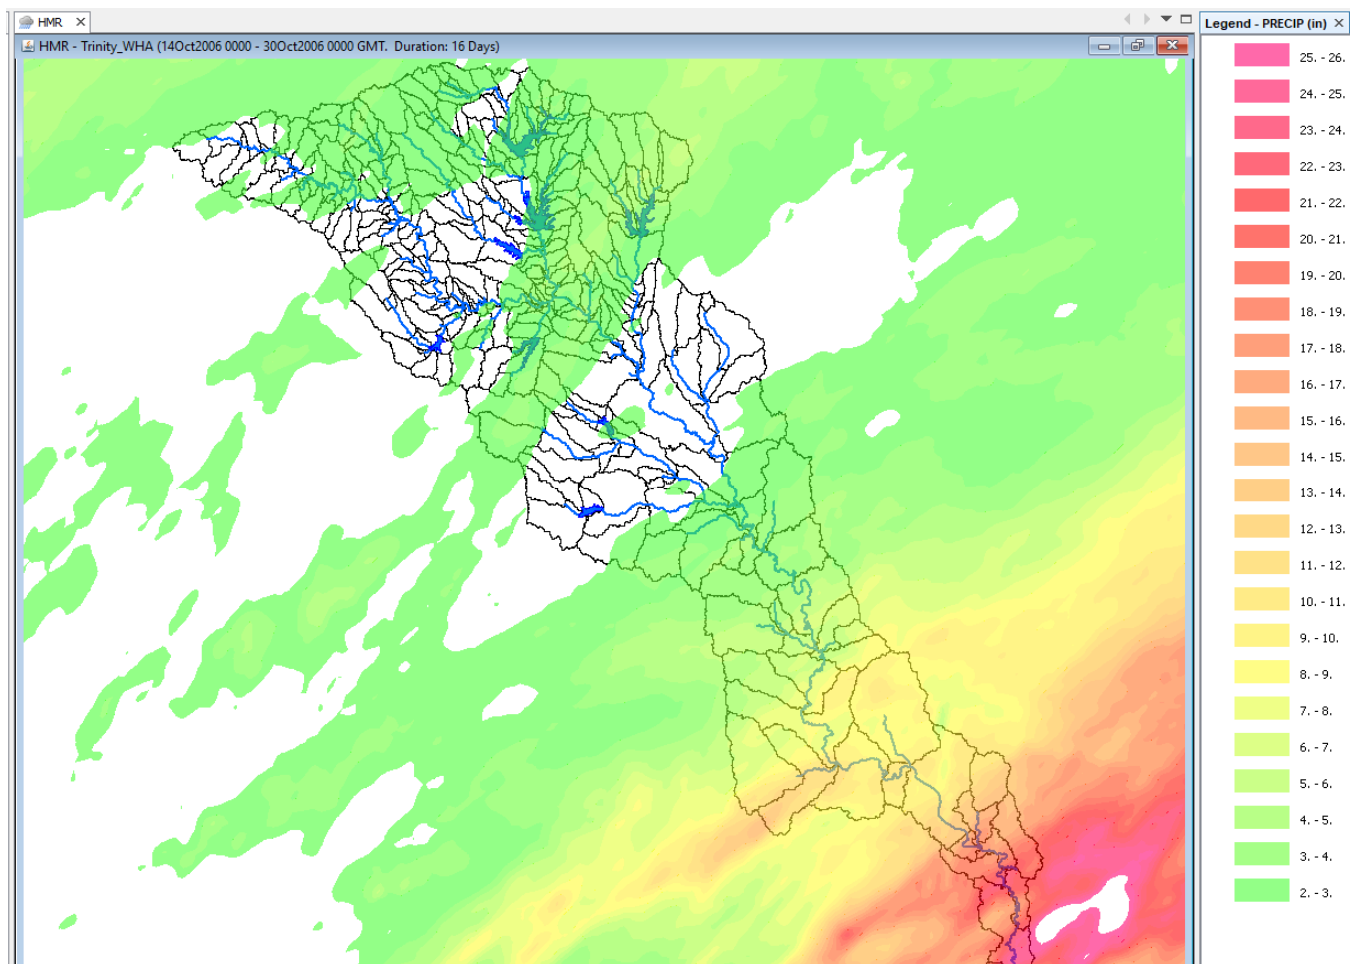 HMR
HMR - Trinity_WHA (14Oct2006 0000 - 30Oct2006 0000 GMT. Duration: 16 Days)
Legend - PRECIP (in)
25. - 26.
24. - 25.
23. - 24.
22. - 23.
21. - 22.
20. - 21.
19. - 20.
18. - 19.
17. - 18.
16. - 17.
15. - 16.
14. - 15.
13. - 14.
12. - 13.
11. - 12.
10. - 11.
9. - 10.
8. - 9.
7. - 8.
6. - 7.
5. - 6.
4. - 5.
3. - 4.
2. - 3.